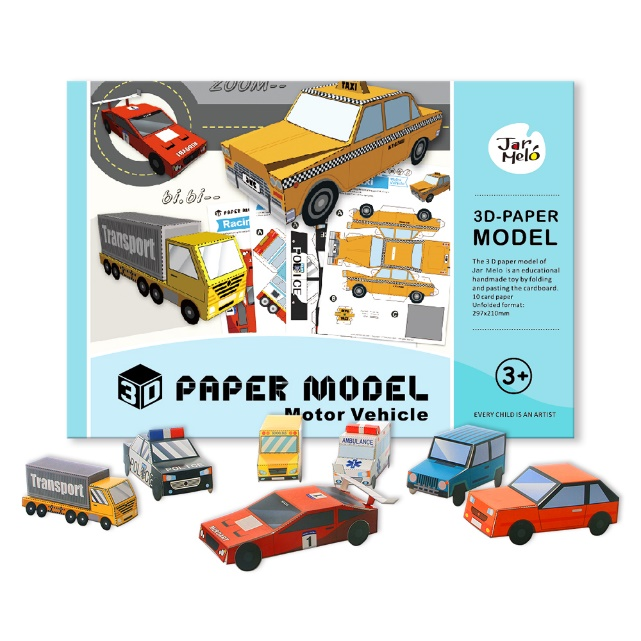 ZOOM--
TAXI
bi.bi--
Transport
POLICE
A
A
B
C
Jar
Melo
3D-PAPER
MODEL
The 3D paper model of
Jar Melo is an educational
handmade toy by folding
and pasting the cardboard.
10 card paper
Unfolded format:
297x210mm
3+
EVERY CHILD IS AN ARTIST
3D PAPER MODEL
Motor Vehicle
Transport
POLICE
AMBULANCE
1